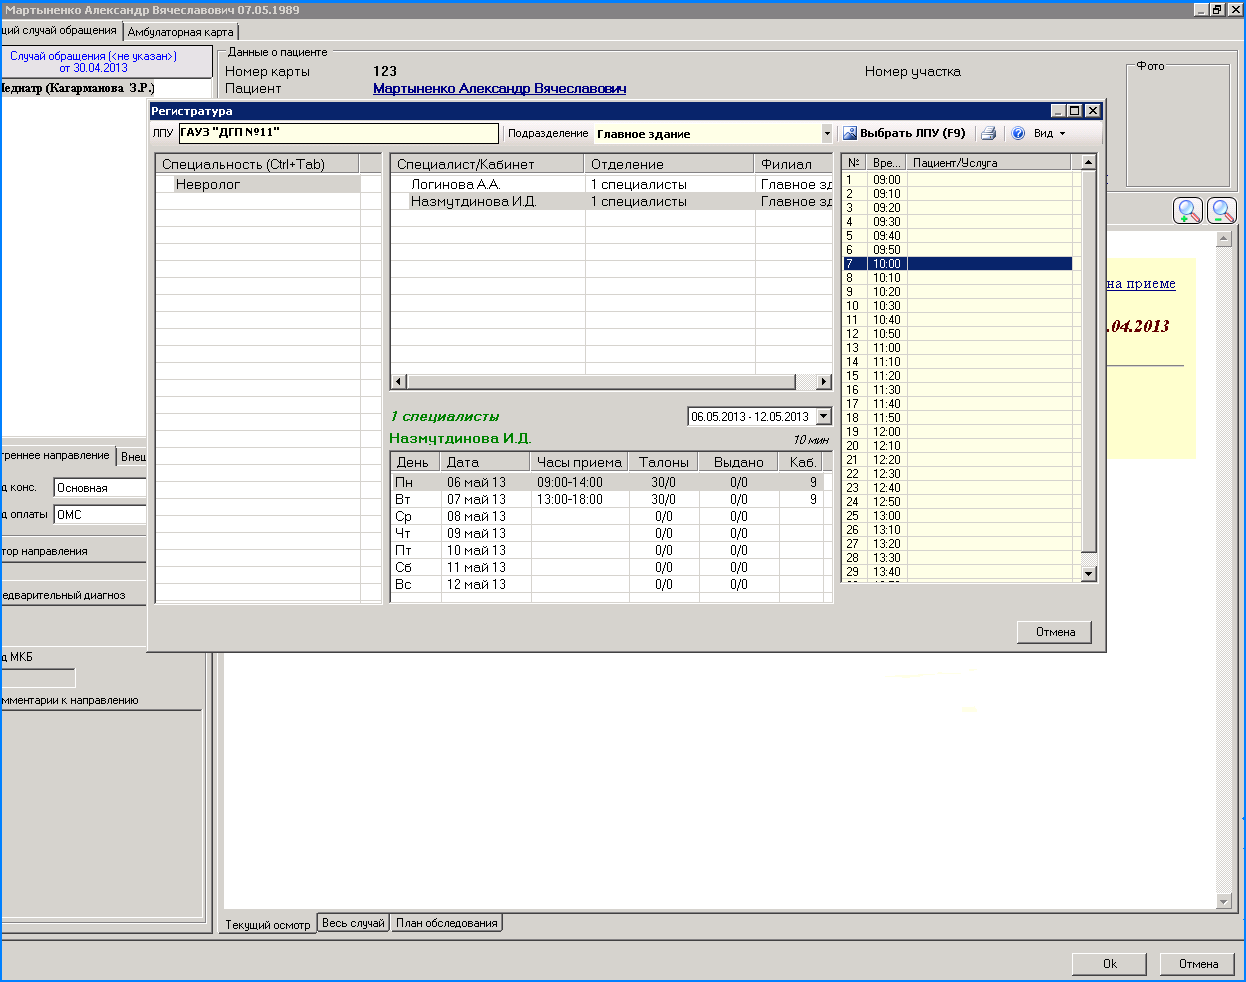 Мартыненко Александр Вячеславович 07.05.1989
ций случай обращения Амбулаторная карта
Случай обращения (<не указан>)
от 30.04.2013
Педиатр (Кагарманова З.Р.)
Данные о пациенте
Номер карты 123 Номер участка
Пациент Мартыненко Александр Вячеславович
Фото
Регистратура
ЛПУ ГАУЗ "ДГП №11" Подразделение Главное здание Выбрать ЛПУ (F9) Вид
Специальность (Ctrl+Tab)
Невролог
Специалист/Кабинет Отделение Филиал
Логинова А.А. 1 специалисты Главное зд
Назмутдинова И.Д. 1 специалисты Главное зд
1 специалисты 06.05.2013 - 12.05.2013
Назмутдинова И.Д. 10 мин
День Дата Часы приема Талоны Выдано Каб.
Пн 06 май 13 09:00-14:00 30/0 0/0 9
Вт 07 май 13 13:00-18:00 30/0 0/0 9
Ср 08 май 13 0/0 0/0
Чт 09 май 13 0/0 0/0
Пт 10 май 13 0/0 0/0
Сб 11 май 13 0/0 0/0
Вс 12 май 13 0/0 0/0
№ Вре... Пациент/Услуга
1 09:00
2 09:10
3 09:20
4 09:30
5 09:40
6 09:50
7 10:00
8 10:10
9 10:20
10 10:30
11 10:40
12 10:50
13 11:00
14 11:10
15 11:20
16 11:30
17 11:40
18 11:50
19 12:00
20 12:10
21 12:20
22 12:30
23 12:40
24 12:50
25 13:00
26 13:10
27 13:20
28 13:30
29 13:40
Отмена
на приеме
.04.2013
треннее направление Внеш
д конс. Основная
д оплаты ОМС
тор направления
едварительный диагноз
д МКБ
мментарии к направлению
Текущий осмотр Весь случай План обследования
Ok Отмена